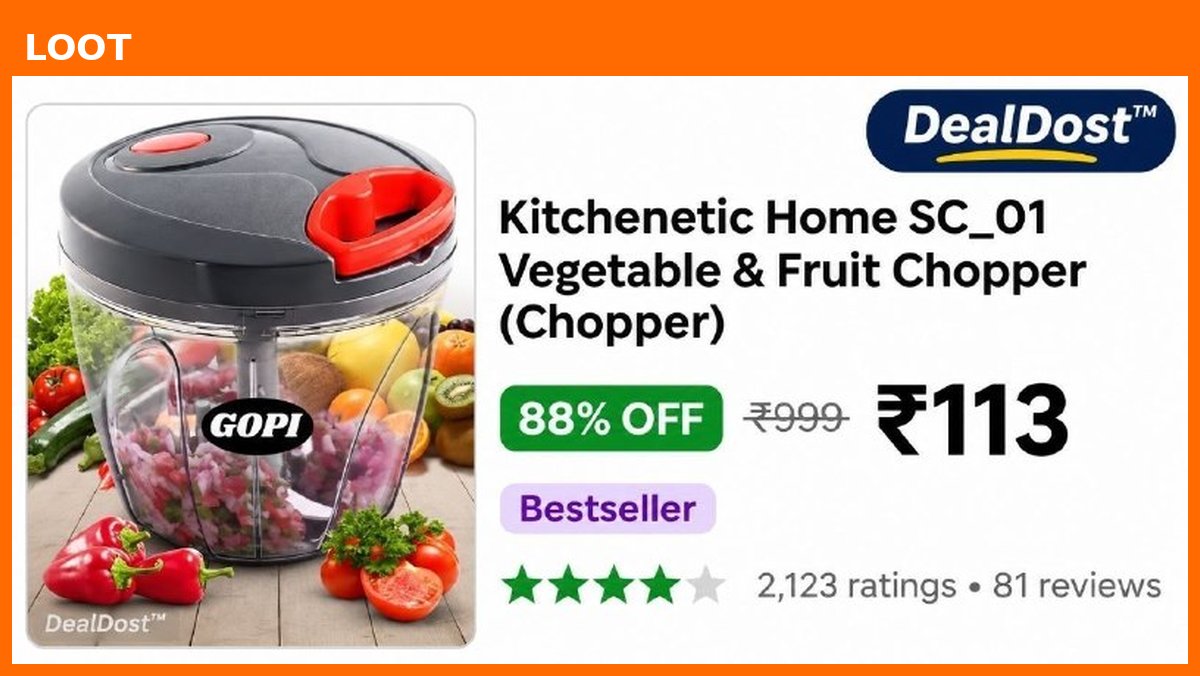 LOOT
DealDost™
Kitchenetic Home SC_01
Vegetable & Fruit Chopper
(Chopper)
88% OFF ₹999 ₹113
Bestseller
2,123 ratings • 81 reviews
GOPI
DealDost™